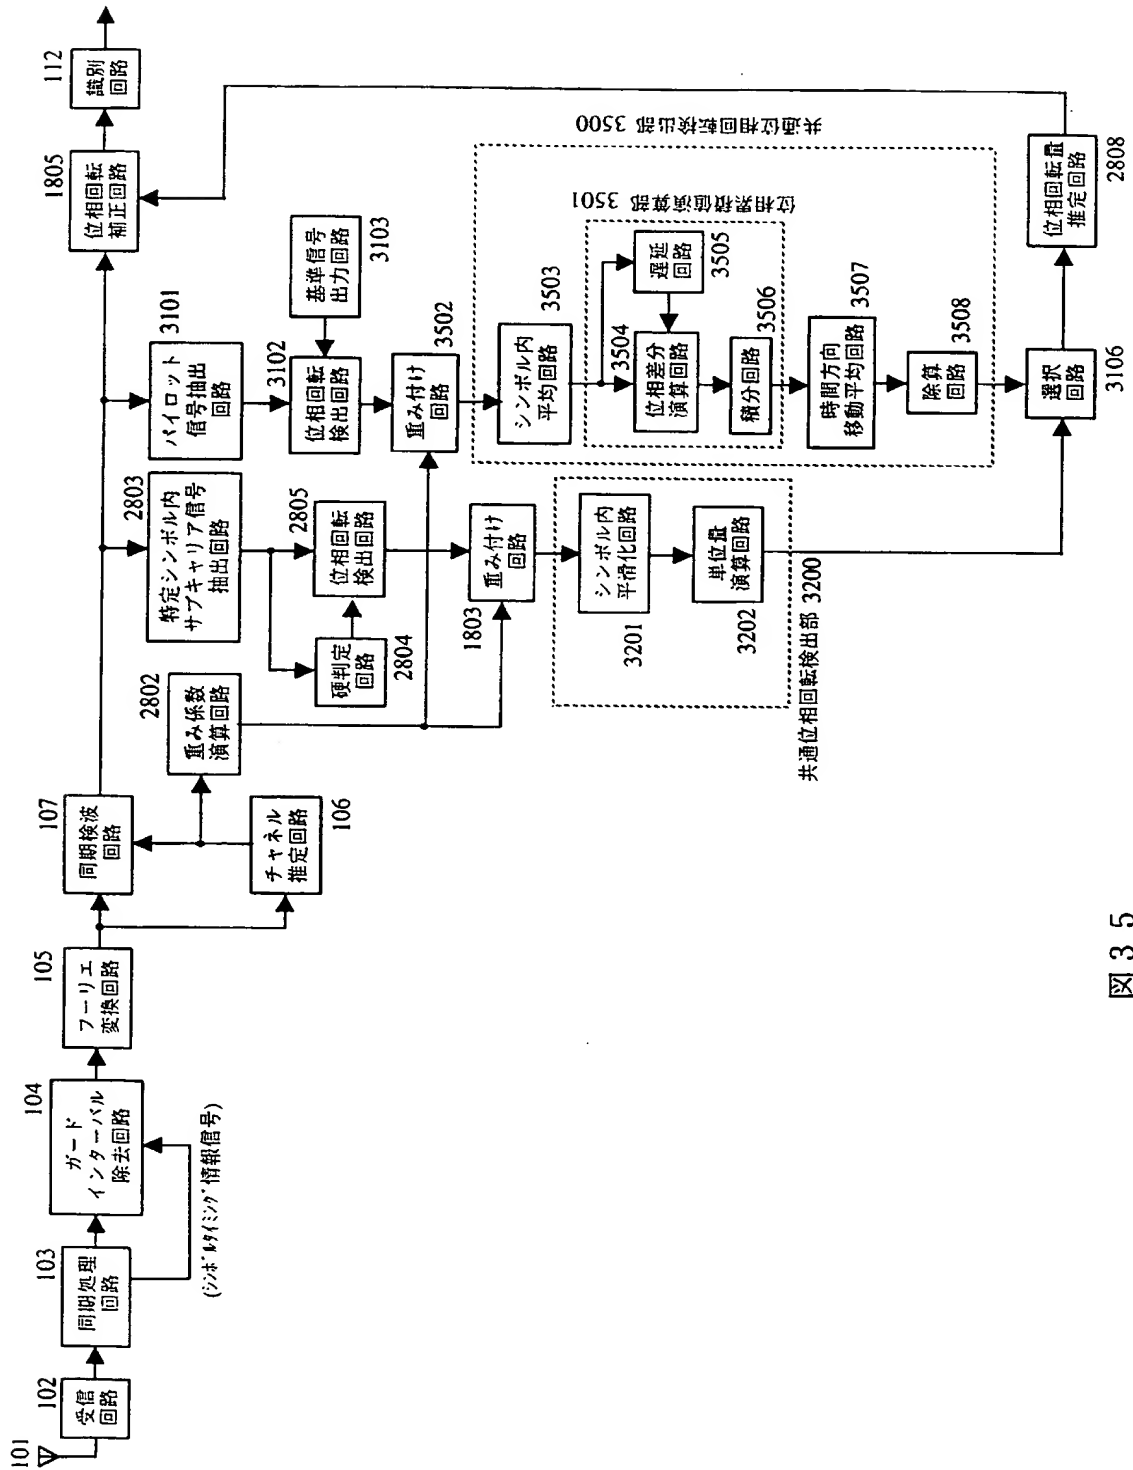 101
102
受信
回路
103
同期処理
回路
(シンボルタイミング情報信号)
104
ガード
インターバル
除去回路
105
フーリエ
変換回路
106
チャネル
推定回路
107
同期検波
回路
2802
重み係数
演算回路
2803
特定シンボル内
サブキャリア信号
抽出回路
2804
硬判定
回路
2805
位相回転
検出回路
1803
重み付け
回路
共通位相回転検出部 3200
3201
シンボル内
平滑化回路
3202
単位量
演算回路
3101
パイロット
信号抽出
回路
3102
位相回転
検出回路
3103
基準信号
出力回路
3502
重み付け
回路
共通位相回転検出部 3500
3503
シンボル内
平均回路
位相累積値演算部 3501
3504
位相差分
演算回路
3505
遅延
回路
3506
積分回路
3507
時間方向
移動平均回路
3508
除算
回路
3106
選択
回路
2808
位相回転量
推定回路
1805
位相回転
補正回路
112
識別
回路
図35